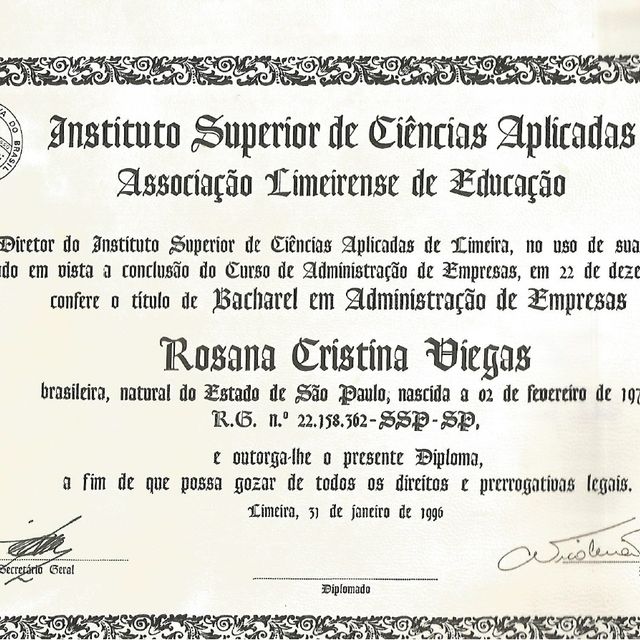 Instituto Superior de Ciências Aplicadas
Associação Limeirense de Educação
DO BRASIL
Diretor do Instituto Superior de Ciências Aplicadas de Limeira, no uso de sua
em vista a conclusão do Curso de Administração de Empresas, em 22 de
confere o título de Bacharel em Administração de Empresas
Rosana Cristina Viegas
brasileira, natural do Estado de São Paulo, nascida a 02 de fevereiro de 197
R.G. n.º 22.158.362-SSP-SP,
e outorga-lhe o presente Diploma,
a fim de que possa gozar de todos os direitos e prerrogativas legais.
Limeira, 31 de janeiro de 1996
Secretário Geral
Diplomado